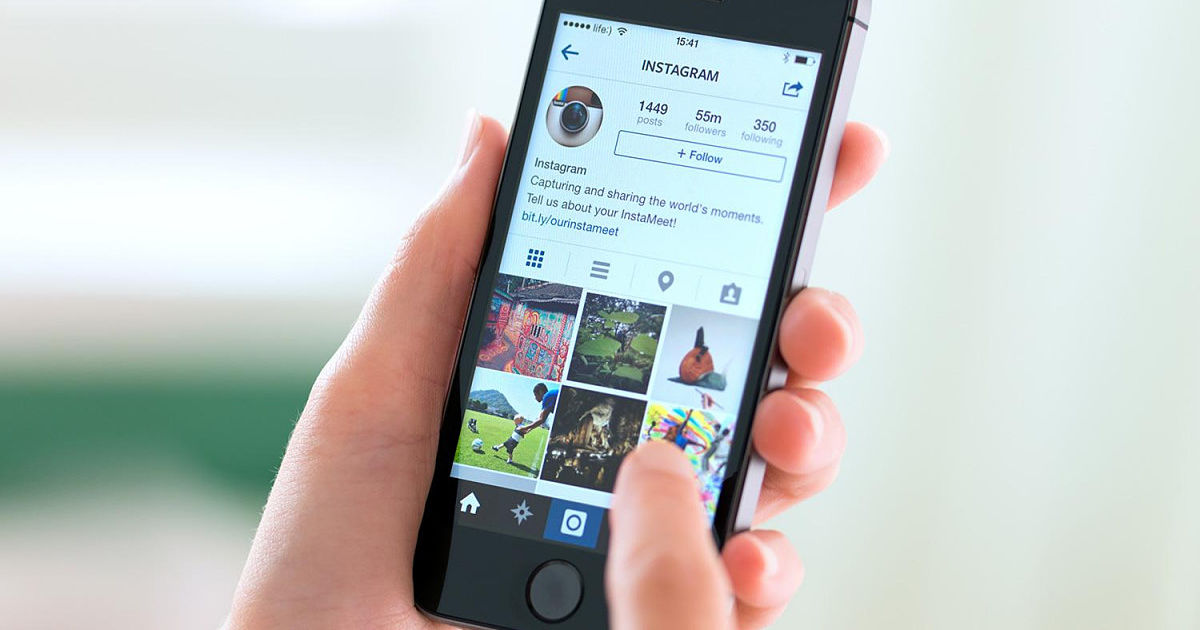 life:)
15:41
INSTAGRAM
1449
posts
55m
followers
350
following
+ Follow
Instagram
Capturing and sharing the world's moments.
Tell us about your InstaMeet!
bit.ly/ourinstameet